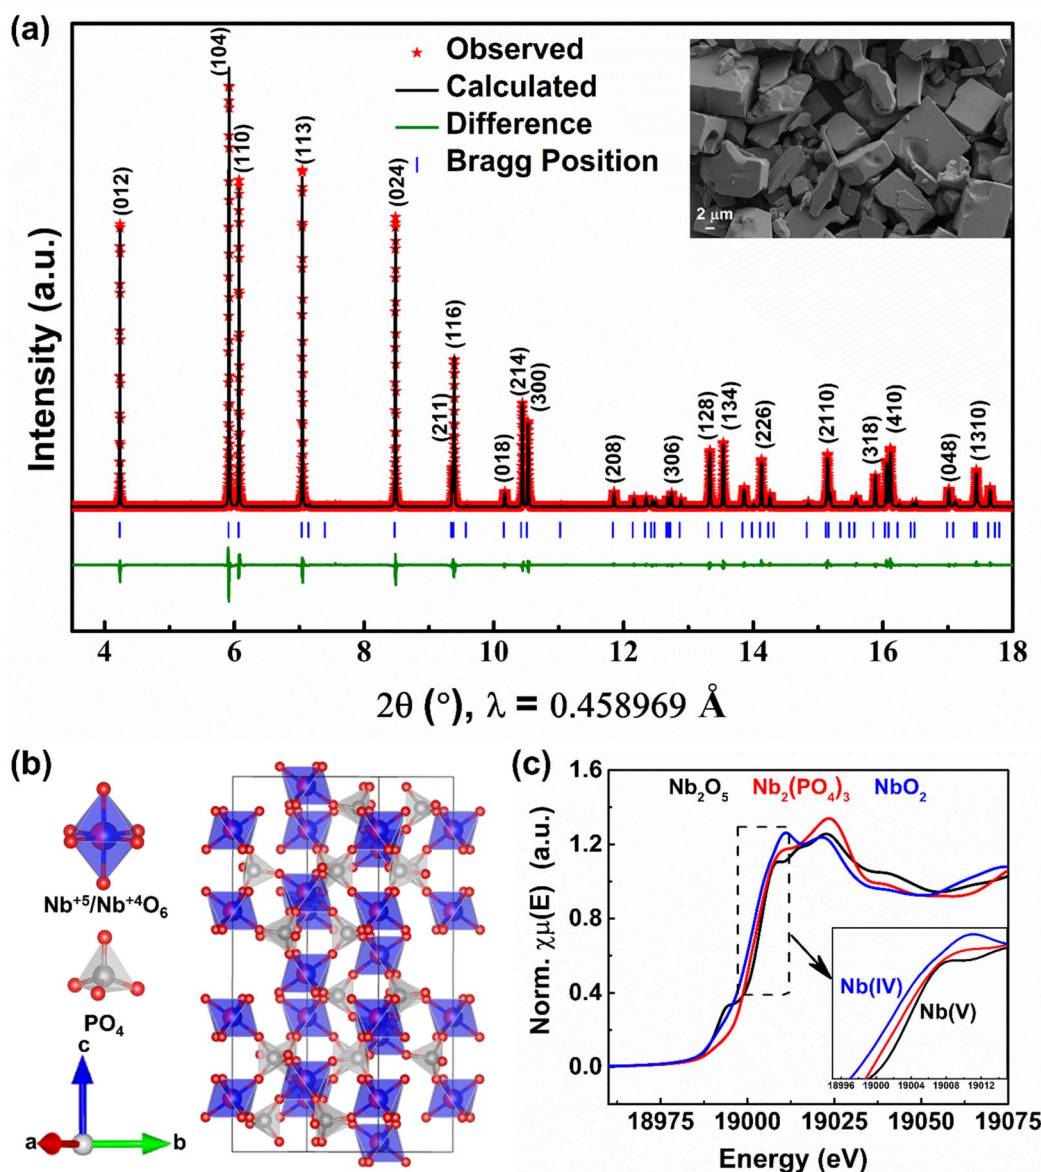 (a)
Observed
Calculated
Difference
Bragg Position
2 μm
(012)
(104)
(110)
(113)
(024)
(211)
(116)
(018)
(214)
(300)
(208)
(306)
(128)
(134)
(226)
(2110)
(318)
(410)
(048)
(1310)
Intensity (a.u.)
4 6 8 10 12 14 16 18
2θ (°), λ = 0.458969 Å
(b)
Nb⁺⁵/Nb⁺⁴O₆
PO₄
c
a
b
(c)
Nb₂O₅ Nb₂(PO₄)₃ NbO₂
Norm. χμ(E) (a.u.)
1.6
1.2
0.8
0.4
0.0
Nb(IV)
Nb(V)
18996 19000 19004 19008 19012
18975 19000 19025 19050 19075
Energy (eV)